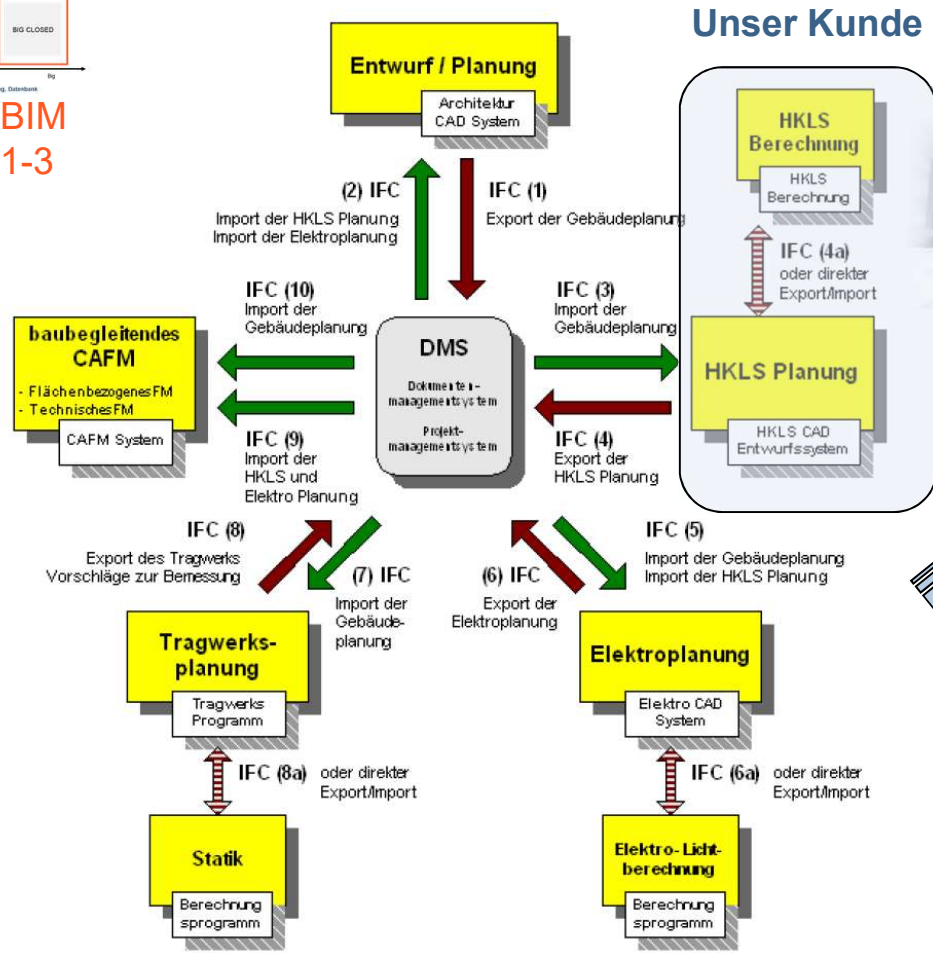 BIG CLOSED
Big
g, Datenbank
BIM
1-3
Unser Kunde
Entwurf / Planung
Architektur
CAD System
HKLS
Berechnung
HKLS
Berechnung
(2) IFC
Import der HKLS Planung
Import der Elektroplanung
IFC (1)
Export der Gebäudeplanung
IFC (4a)
oder direkter
Export/Import
IFC (10)
Import der
Gebäudeplanung
IFC (3)
Import der
Gebäudeplanung
baubegleitendes
CAFM
- FlächenbezogenesFM
- TechnischesFM
CAFM System
DMS
Dokumenten-
managementsystem
Projekt-
managementsystem
HKLS Planung
HKLS CAD
Entwurfssystem
IFC (9)
Import der
HKLS und
Elektro Planung
IFC (4)
Export der
HKLS Planung
IFC (8)
Export des Tragwerks
Vorschläge zur Bemessung
(7) IFC
Import der
Gebäude-
planung
(6) IFC
Export der
Elektroplanung
IFC (5)
Import der Gebäudeplanung
Import der HKLS Planung
Tragwerks-
planung
Tragwerks
Programm
Elektroplanung
Elektro CAD
System
IFC (8a) oder direkter
Export/Import
IFC (6a) oder direkter
Export/Import
Statik
Berechnung
sprogramm
Elektro-Licht-
berechnung
Berechnung
sprogramm